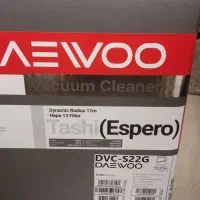 AEWOO
Vacuum Cleaner
Dynamic Radius 11m
Hepa 13 Filter
Tashi(Espero)
DVC-S22G
DAEWOO